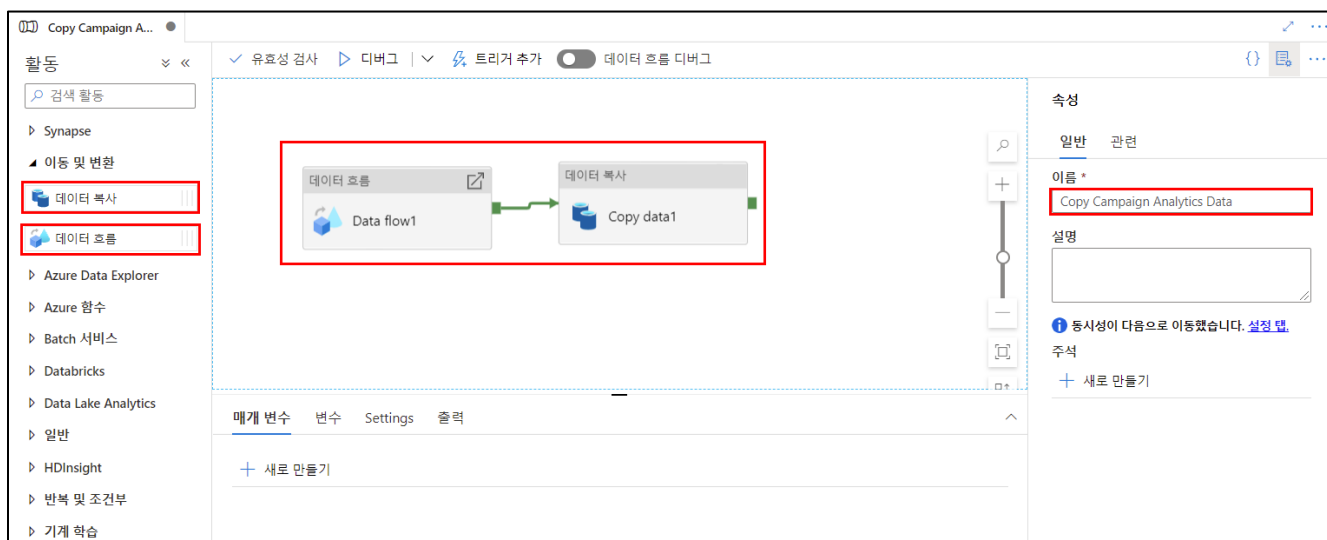 Copy Campaign A...
활동
유효성 검사 디버그 트리거 추가 데이터 흐름 디버그
{}
검색 활동
Synapse
이동 및 변환
데이터 복사
데이터 흐름
Azure Data Explorer
Azure 함수
Batch 서비스
Databricks
Data Lake Analytics
일반
HDInsight
반복 및 조건부
기계 학습
데이터 흐름
Data flow1
데이터 복사
Copy data1
매개 변수 변수 Settings 출력
새로 만들기
속성
일반 관련
이름 *
Copy Campaign Analytics Data
설명
동시성이 다음으로 이동했습니다. 설정 탭.
주석
새로 만들기